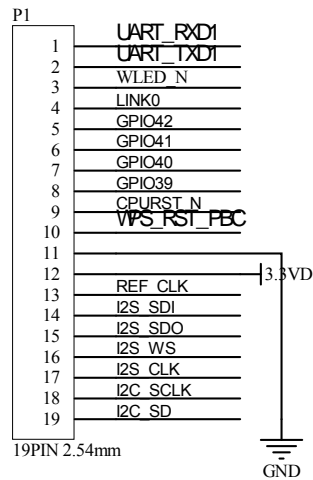 P1
1 UART_RXD1
2 UART_TXD1
3 WLED_N
4 LINK0
5 GPIO42
6 GPIO41
7 GPIO40
8 GPIO39
9 CPURST_N
10 WPS_RST_PBC
11
12 3.3VD
13 REF_CLK
14 I2S_SDI
15 I2S_SDO
16 I2S_WS
17 I2S_CLK
18 I2C_SCLK
19 I2C_SD
19PIN 2.54mm
GND